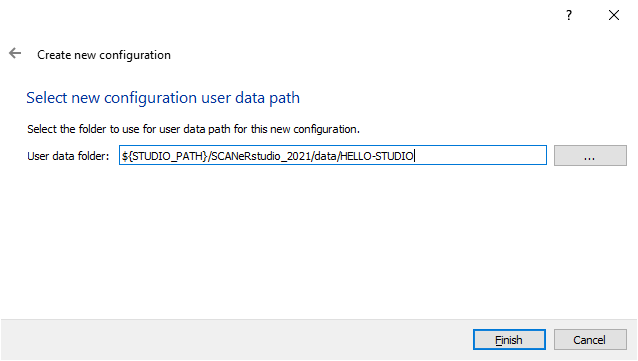 ?
Create new configuration
Select new configuration user data path
Select the folder to use for user data path for this new configuration.
User data folder: ${STUDIO_PATH}/SCANeRstudio_2021/data/HELLO-STUDIO ...
Finish Cancel